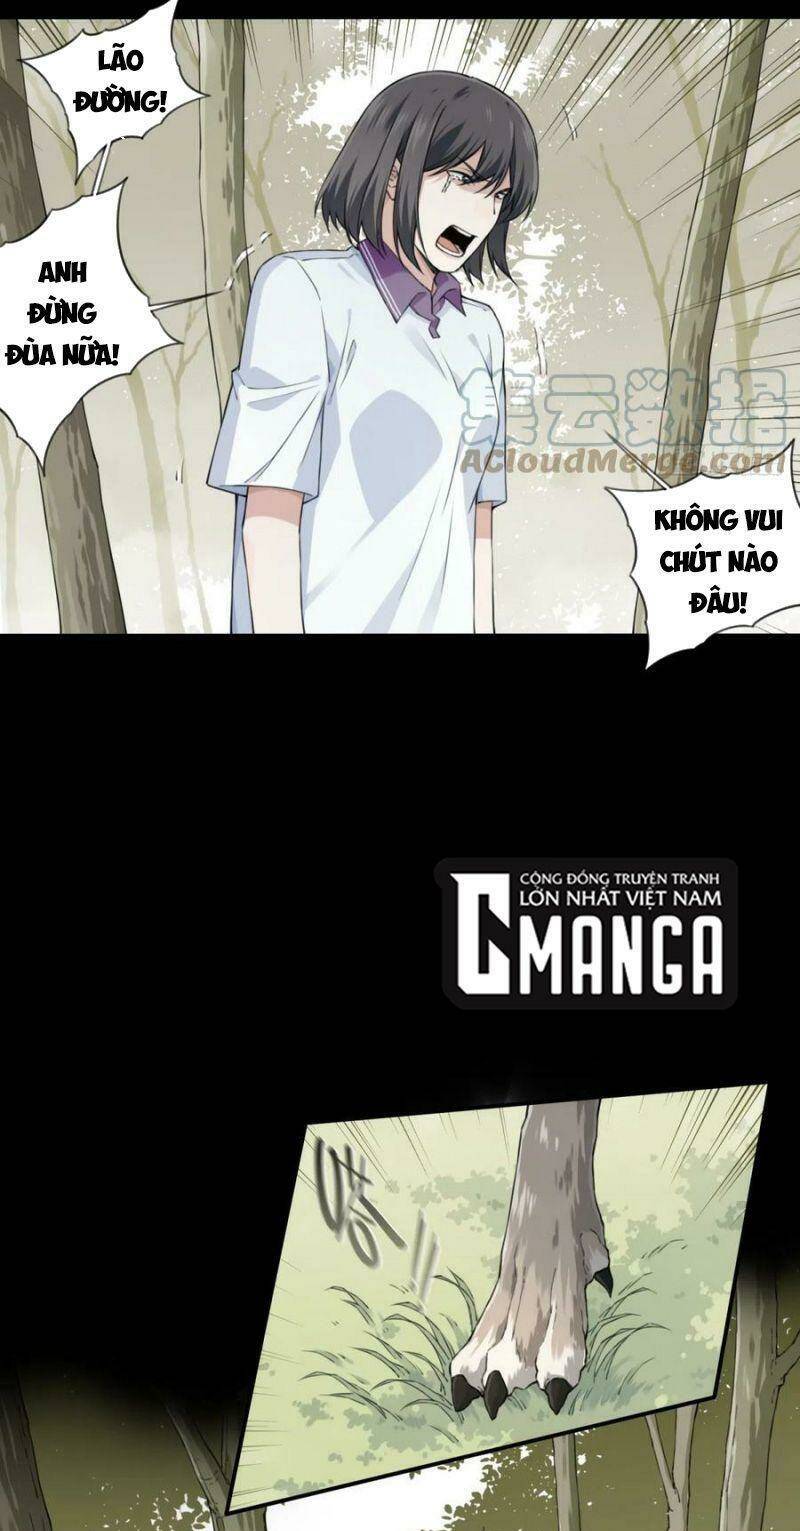 LÃO
ĐƯỜNG!
ANH
ĐỪNG
ĐÙA NỮA!
集云数据
ACloudMerge.com
KHÔNG VUI
CHÚT NÀO
ĐÂU!
CỘNG ĐỒNG TRUYỆN TRANH
LỚN NHẤT VIỆT NAM
CMANGA